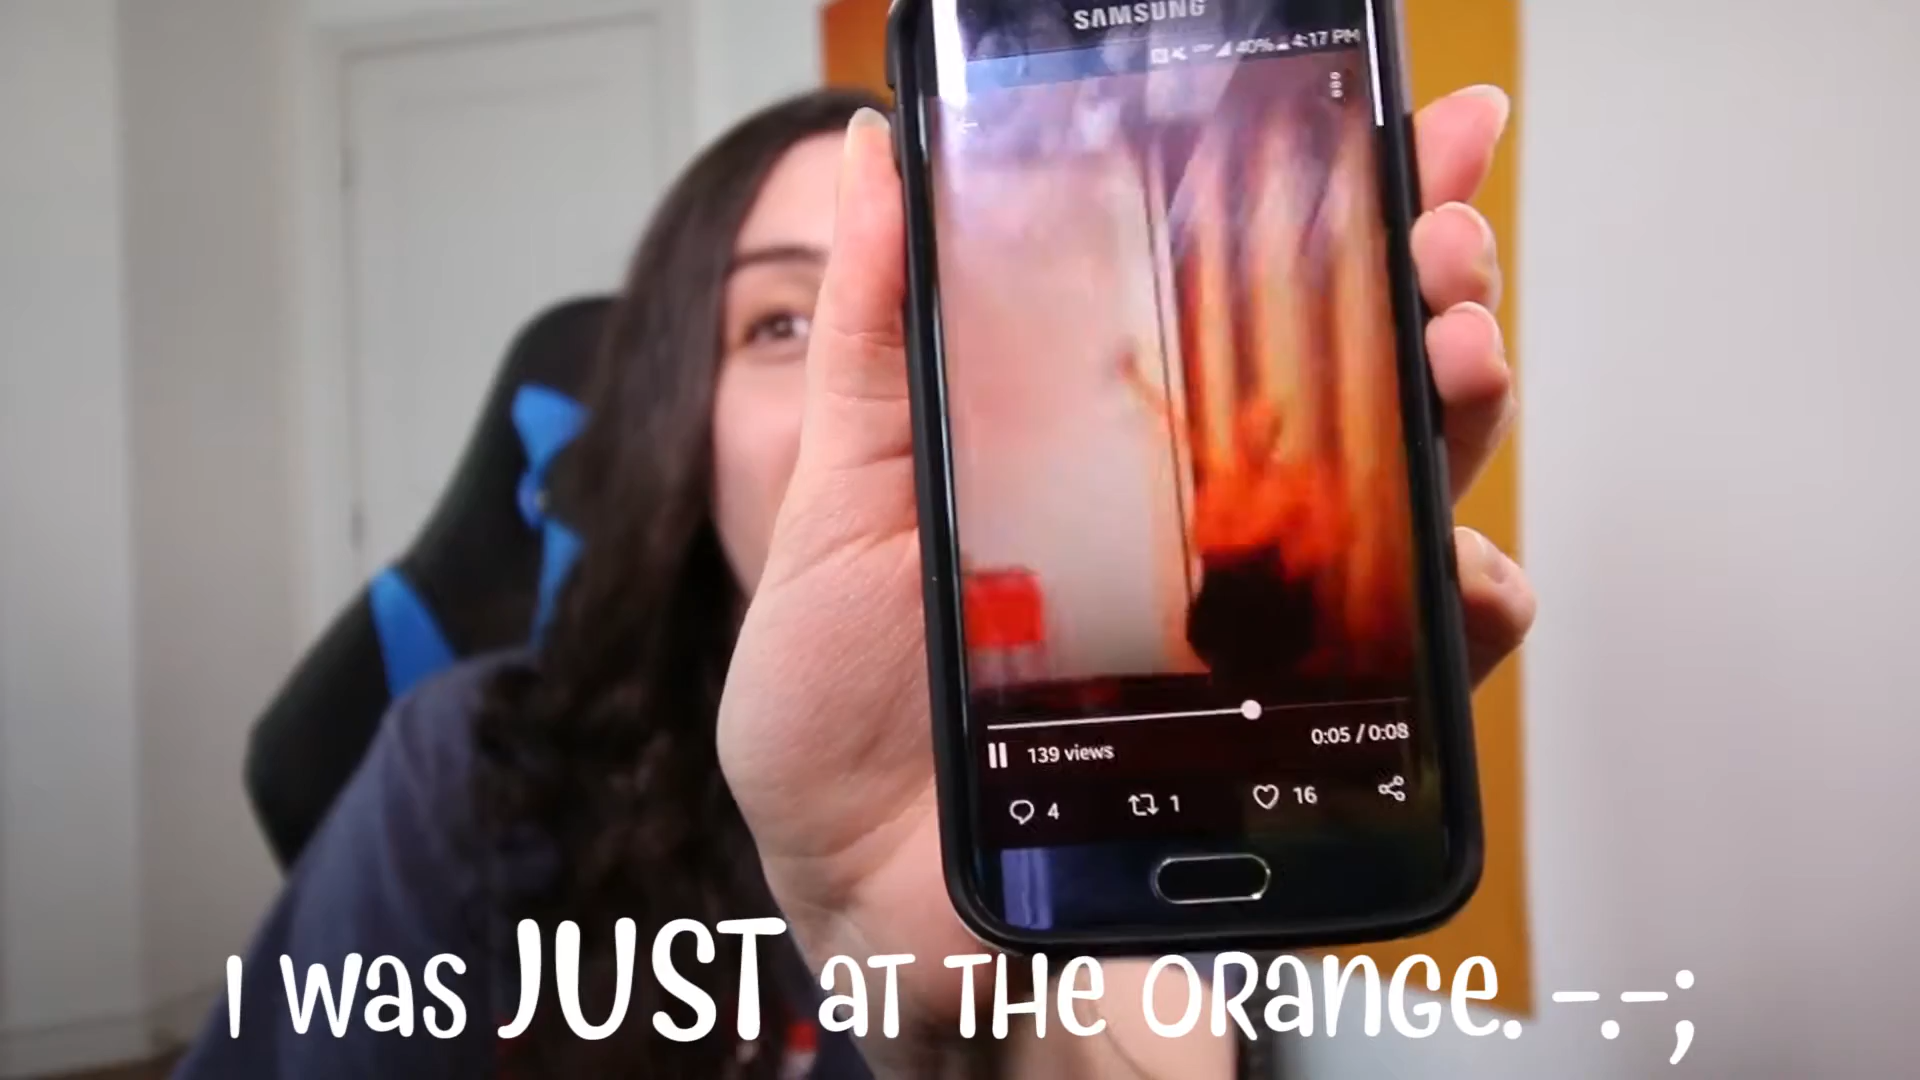 SAMSUNG
40% 4:17 PM
0:05 / 0:08
139 views
4 1 16
I was JUST at the orange. -.-;